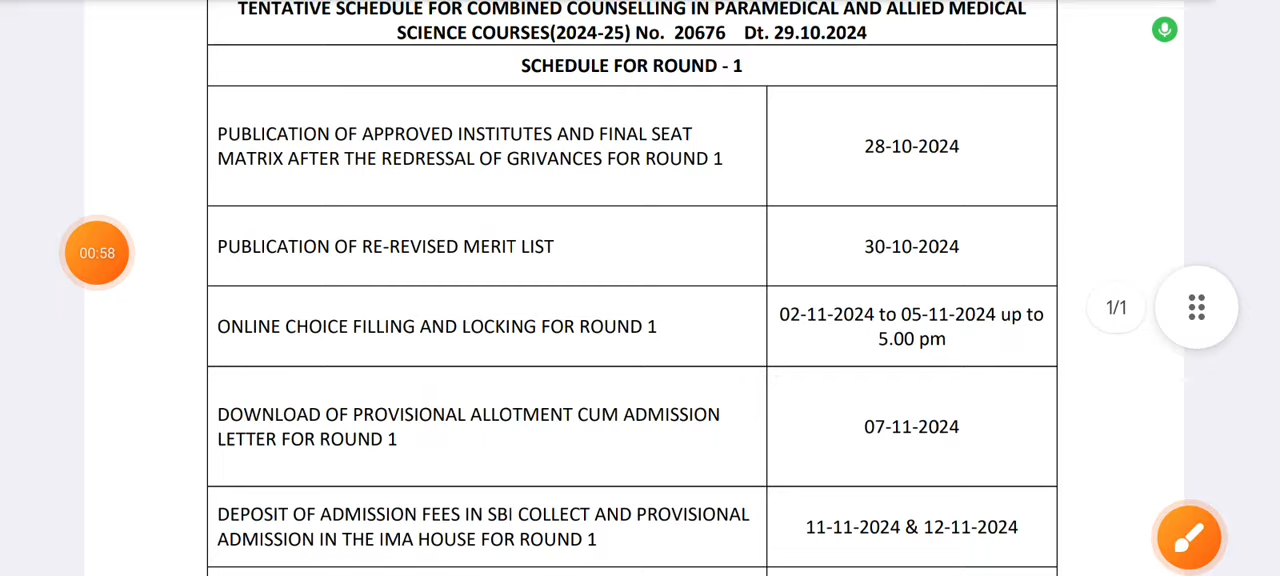 TENTATIVE SCHEDULE FOR COMBINED COUNSELLING IN PARAMEDICAL AND ALLIED MEDICAL
SCIENCE COURSES(2024-25) No. 20676 Dt. 29.10.2024
SCHEDULE FOR ROUND - 1
PUBLICATION OF APPROVED INSTITUTES AND FINAL SEAT
MATRIX AFTER THE REDRESSAL OF GRIVANCES FOR ROUND 1
28-10-2024
PUBLICATION OF RE-REVISED MERIT LIST
30-10-2024
00:58
ONLINE CHOICE FILLING AND LOCKING FOR ROUND 1
02-11-2024 to 05-11-2024 up to
5.00 pm
1/1
DOWNLOAD OF PROVISIONAL ALLOTMENT CUM ADMISSION
LETTER FOR ROUND 1
07-11-2024
DEPOSIT OF ADMISSION FEES IN SBI COLLECT AND PROVISIONAL
ADMISSION IN THE IMA HOUSE FOR ROUND 1
11-11-2024 & 12-11-2024